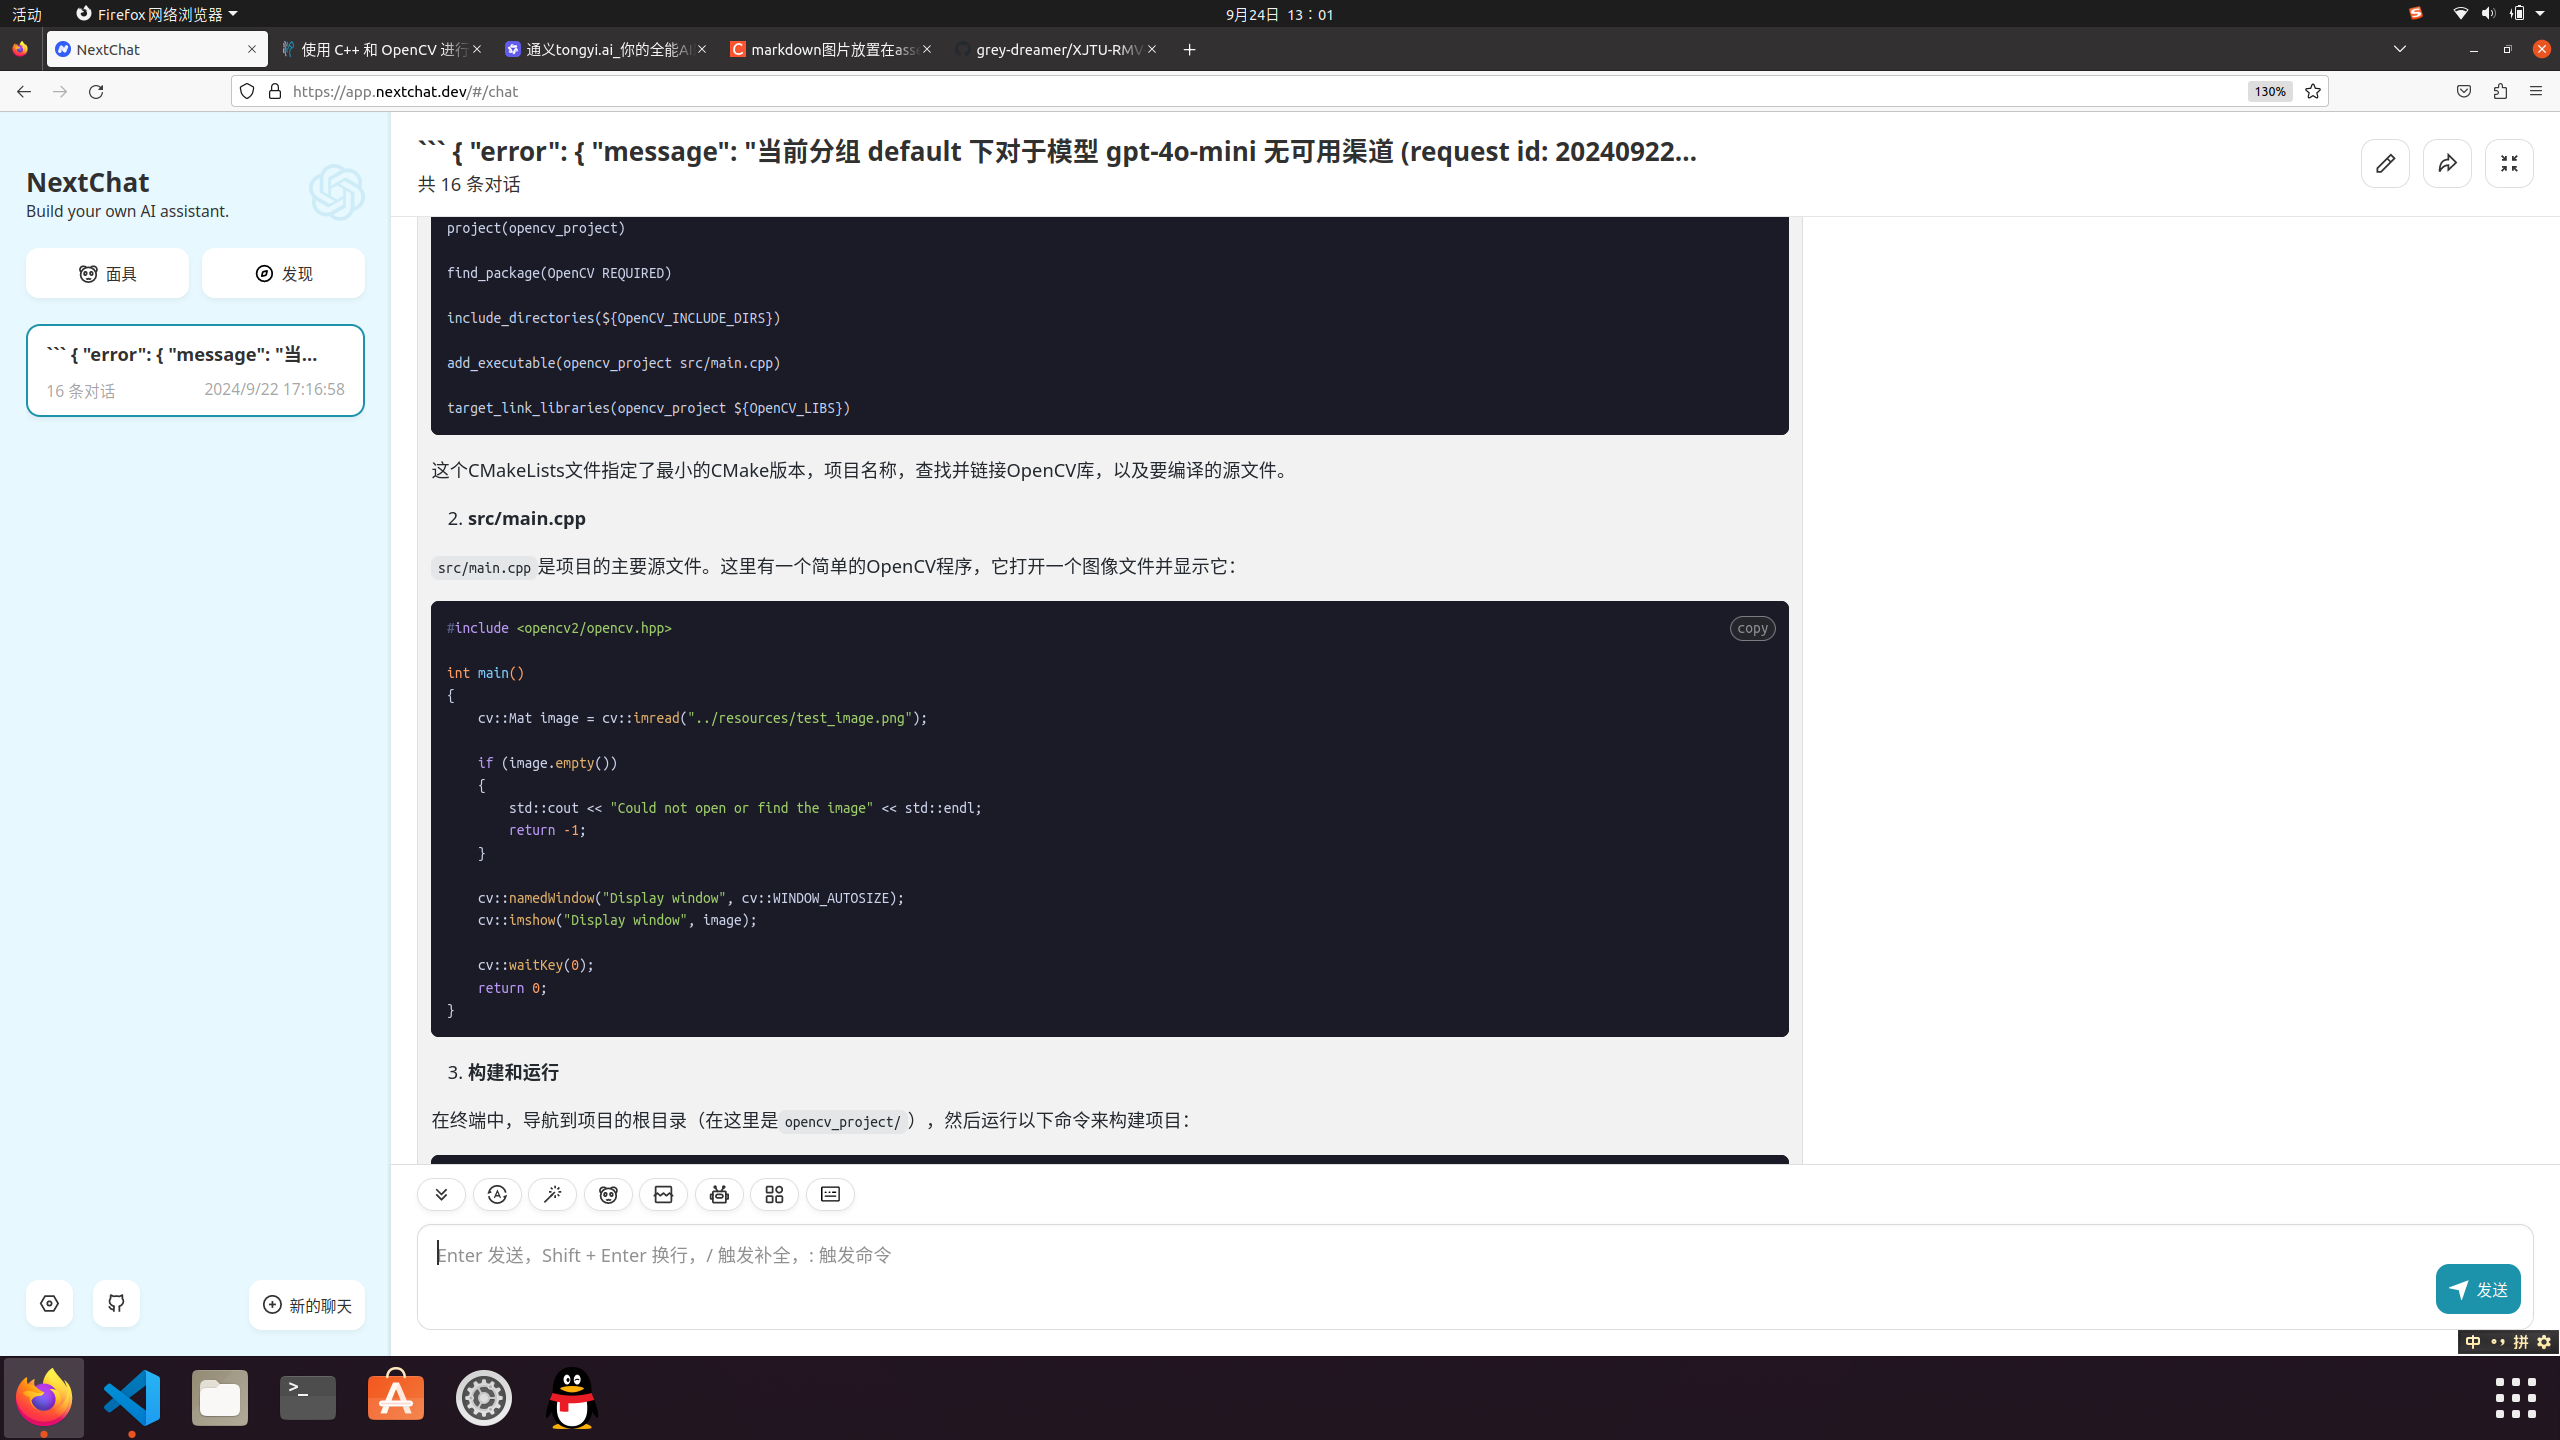 活动
Firefox 网络浏览器
9月24日 13：01
NextChat
使用 C++ 和 OpenCV 进行
通义tongyi.ai_你的全能AI
markdown图片放置在ass
grey-dreamer/XJTU-RMV
https://app.nextchat.dev/#/chat
130%
NextChat
Build your own AI assistant.
面具
发现
``` { "error": { "message": "当...
16 条对话
2024/9/22 17:16:58
``` { "error": { "message": "当前分组 default 下对于模型 gpt-4o-mini 无可用渠道 (request id: 20240922...
共 16 条对话
project(opencv_project)
find_package(OpenCV REQUIRED)
include_directories(${OpenCV_INCLUDE_DIRS})
add_executable(opencv_project src/main.cpp)
target_link_libraries(opencv_project ${OpenCV_LIBS})
这个CMakeLists文件指定了最小的CMake版本，项目名称，查找并链接OpenCV库，以及要编译的源文件。
2. src/main.cpp
src/main.cpp是项目的主要源文件。这里有一个简单的OpenCV程序，它打开一个图像文件并显示它：
copy
#include <opencv2/opencv.hpp>
int main()
{
cv::Mat image = cv::imread("../resources/test_image.png");
if (image.empty())
{
std::cout << "Could not open or find the image" << std::endl;
return -1;
}
cv::namedWindow("Display window", cv::WINDOW_AUTOSIZE);
cv::imshow("Display window", image);
cv::waitKey(0);
return 0;
}
3. 构建和运行
在终端中，导航到项目的根目录（在这里是opencv_project/），然后运行以下命令来构建项目：
Enter 发送，Shift + Enter 换行，/ 触发补全，: 触发命令
发送
新的聊天
中 拼